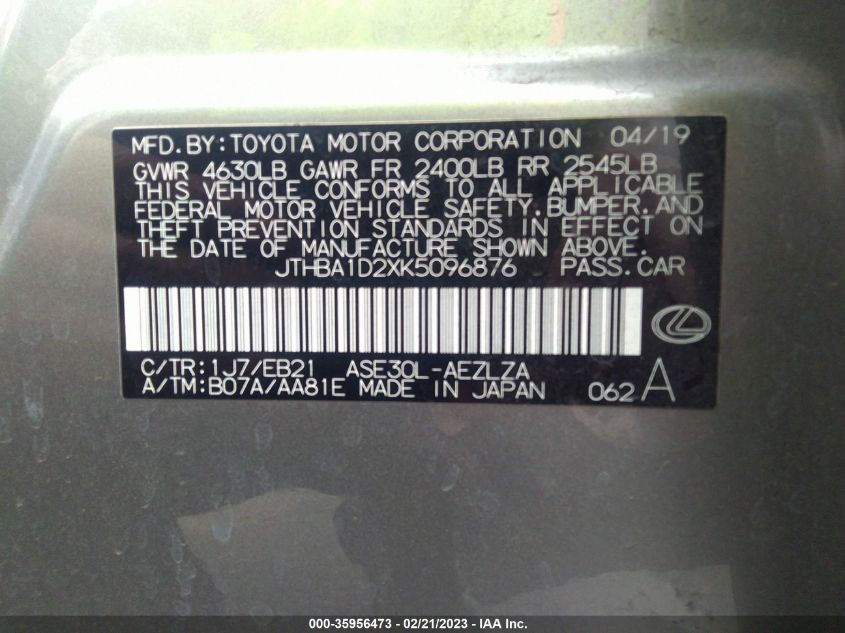 MFD.BY:TOYOTA MOTOR CORPORATION 04/19
GVWR 4630LB GAWR FR 2400LB RR 2545LB
THIS VEHICLE CONFORMS TO ALL APPLICABLE
FEDERAL MOTOR VEHICLE SAFETY,BUMPER,AND
THEFT PREVENTION STANDARDS IN EFFECT ON
THE DATE OF MANUFACTURE SHOWN ABOVE.
JTHBA1D2XK5096876 PASS.CAR
C/TR:1J7/EB21 ASE30L-AEZLZA
A/TM:B07A/AA81E MADE IN JAPAN 062 A
000-35956473 - 02/21/2023 - IAA Inc.